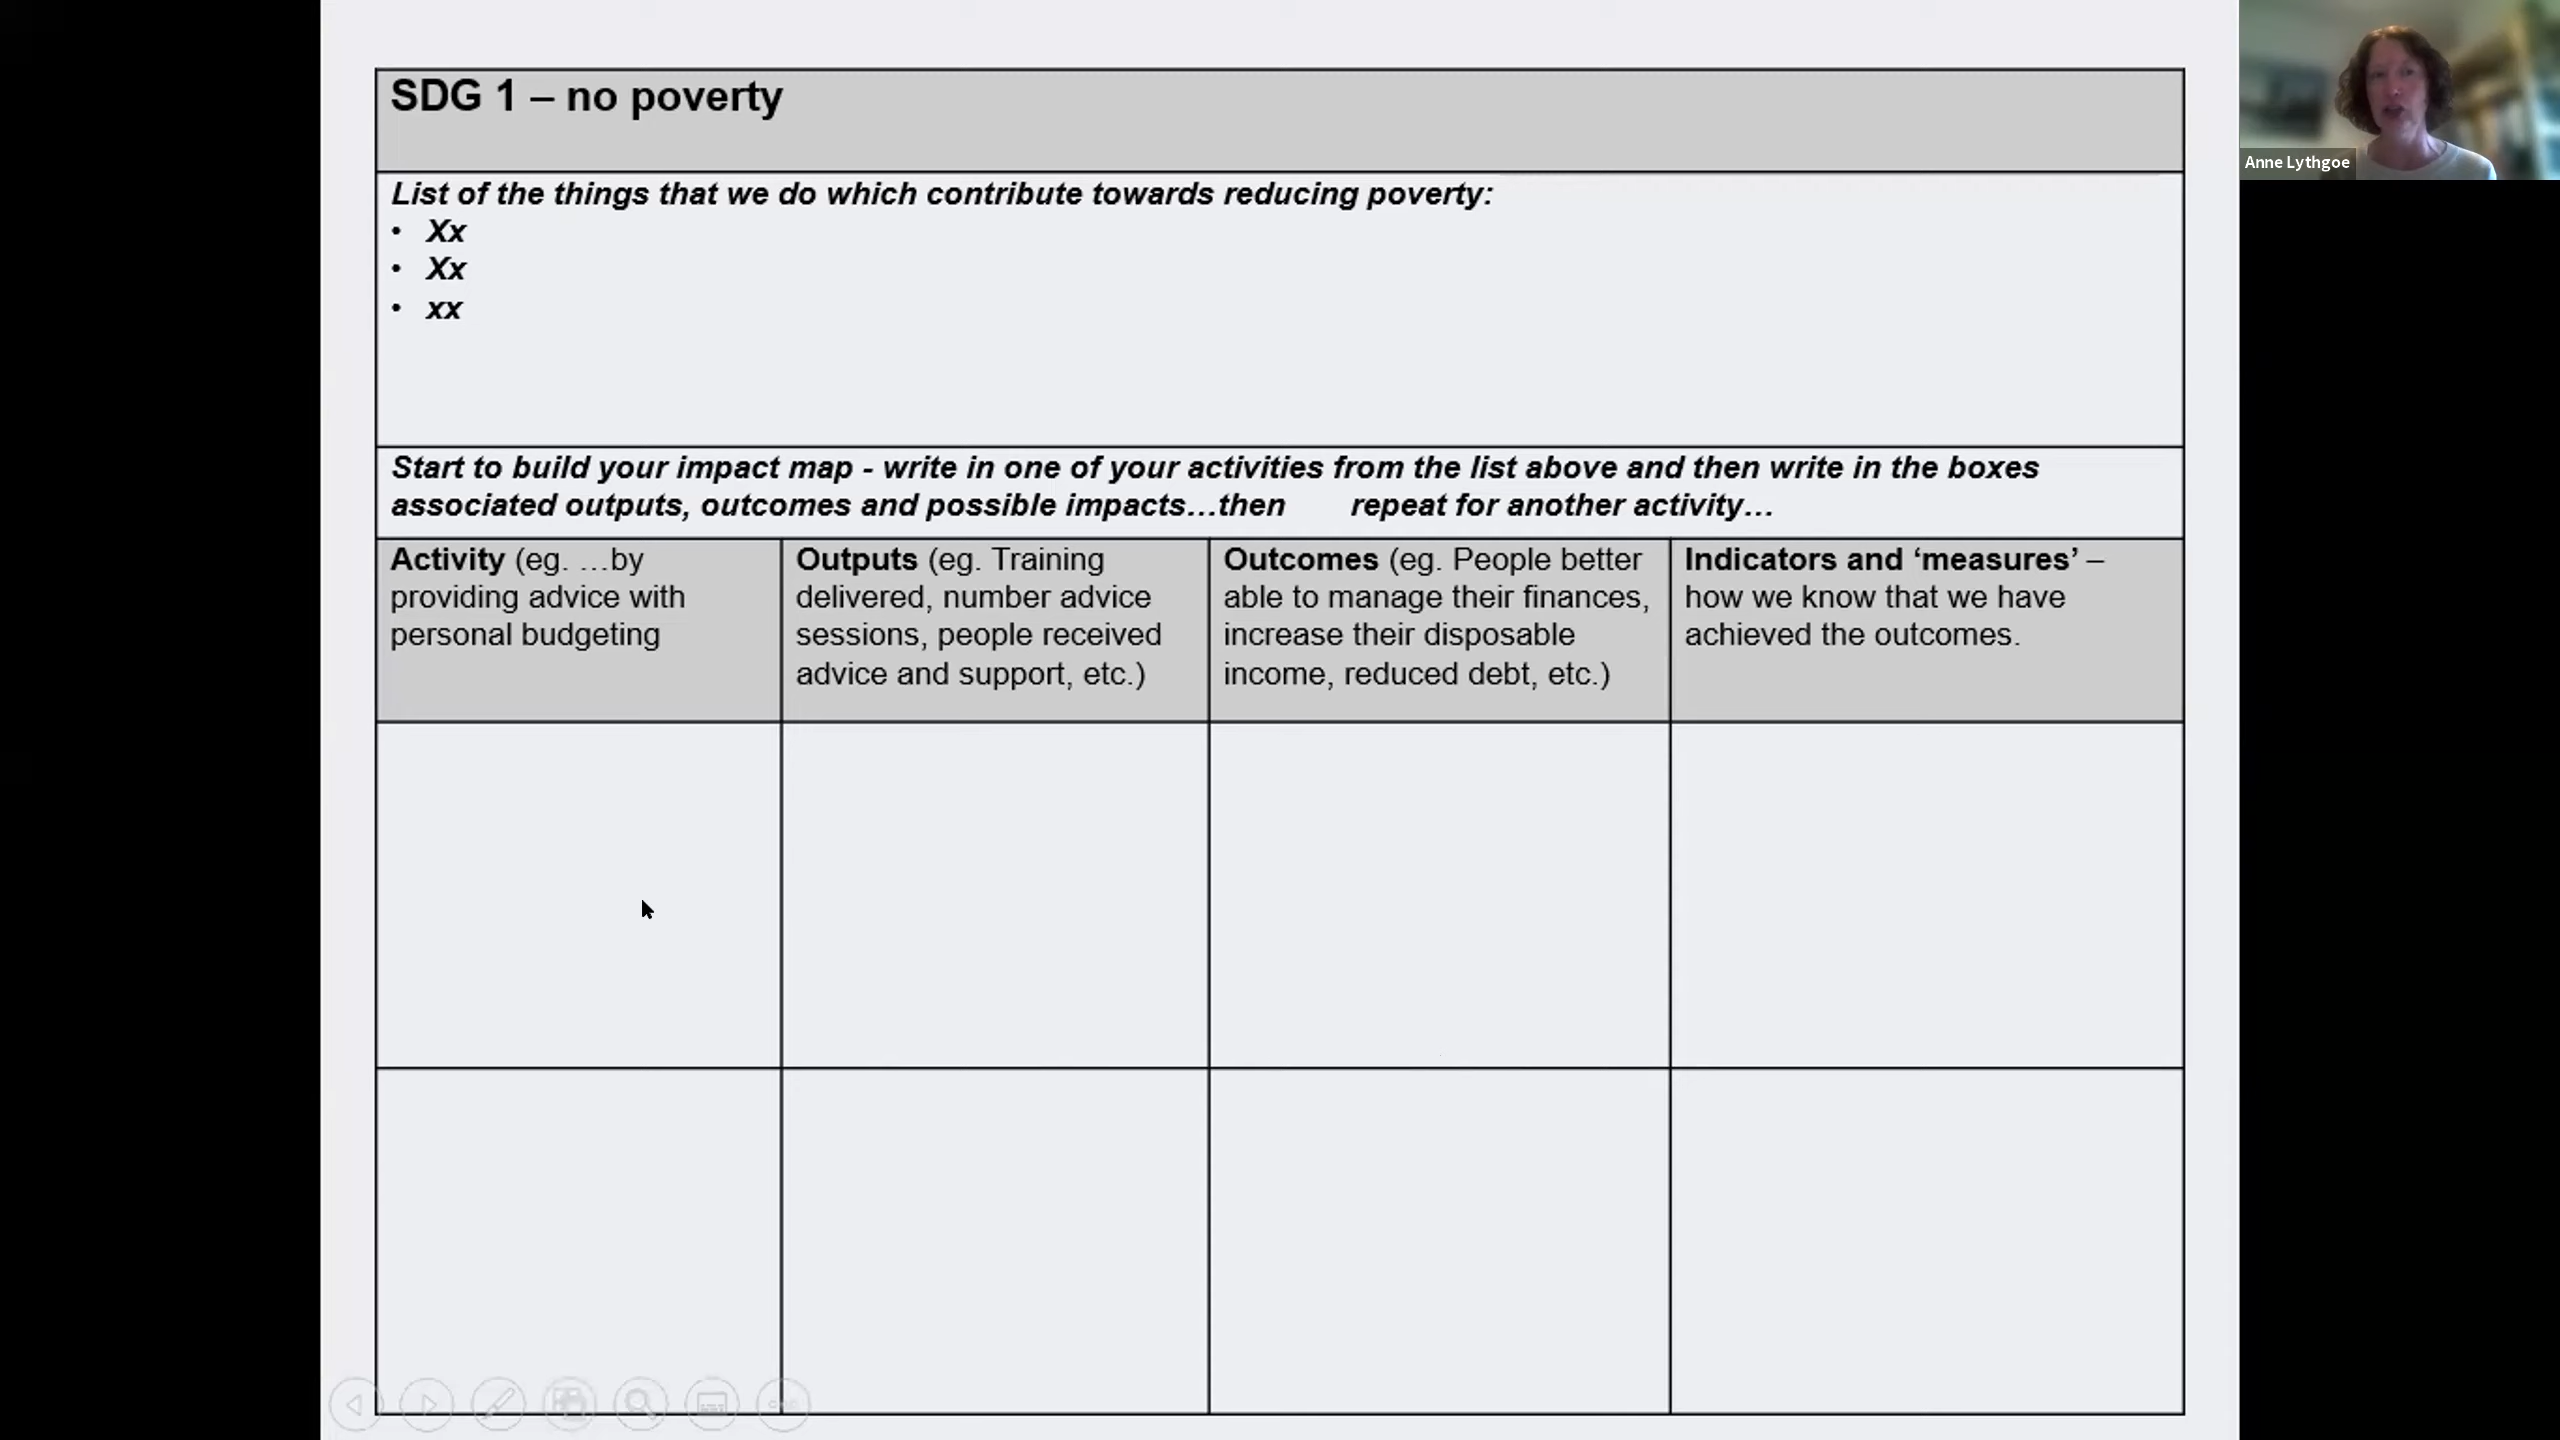 SDG 1 – no poverty
Anne Lythgoe
List of the things that we do which contribute towards reducing poverty:
• Xx
• Xx
• xx
Start to build your impact map - write in one of your activities from the list above and then write in the boxes
associated outputs, outcomes and possible impacts…then repeat for another activity…
Activity (eg. …by
providing advice with
personal budgeting
Outputs (eg. Training
delivered, number advice
sessions, people received
advice and support, etc.)
Outcomes (eg. People better
able to manage their finances,
increase their disposable
income, reduced debt, etc.)
Indicators and ‘measures’ –
how we know that we have
achieved the outcomes.